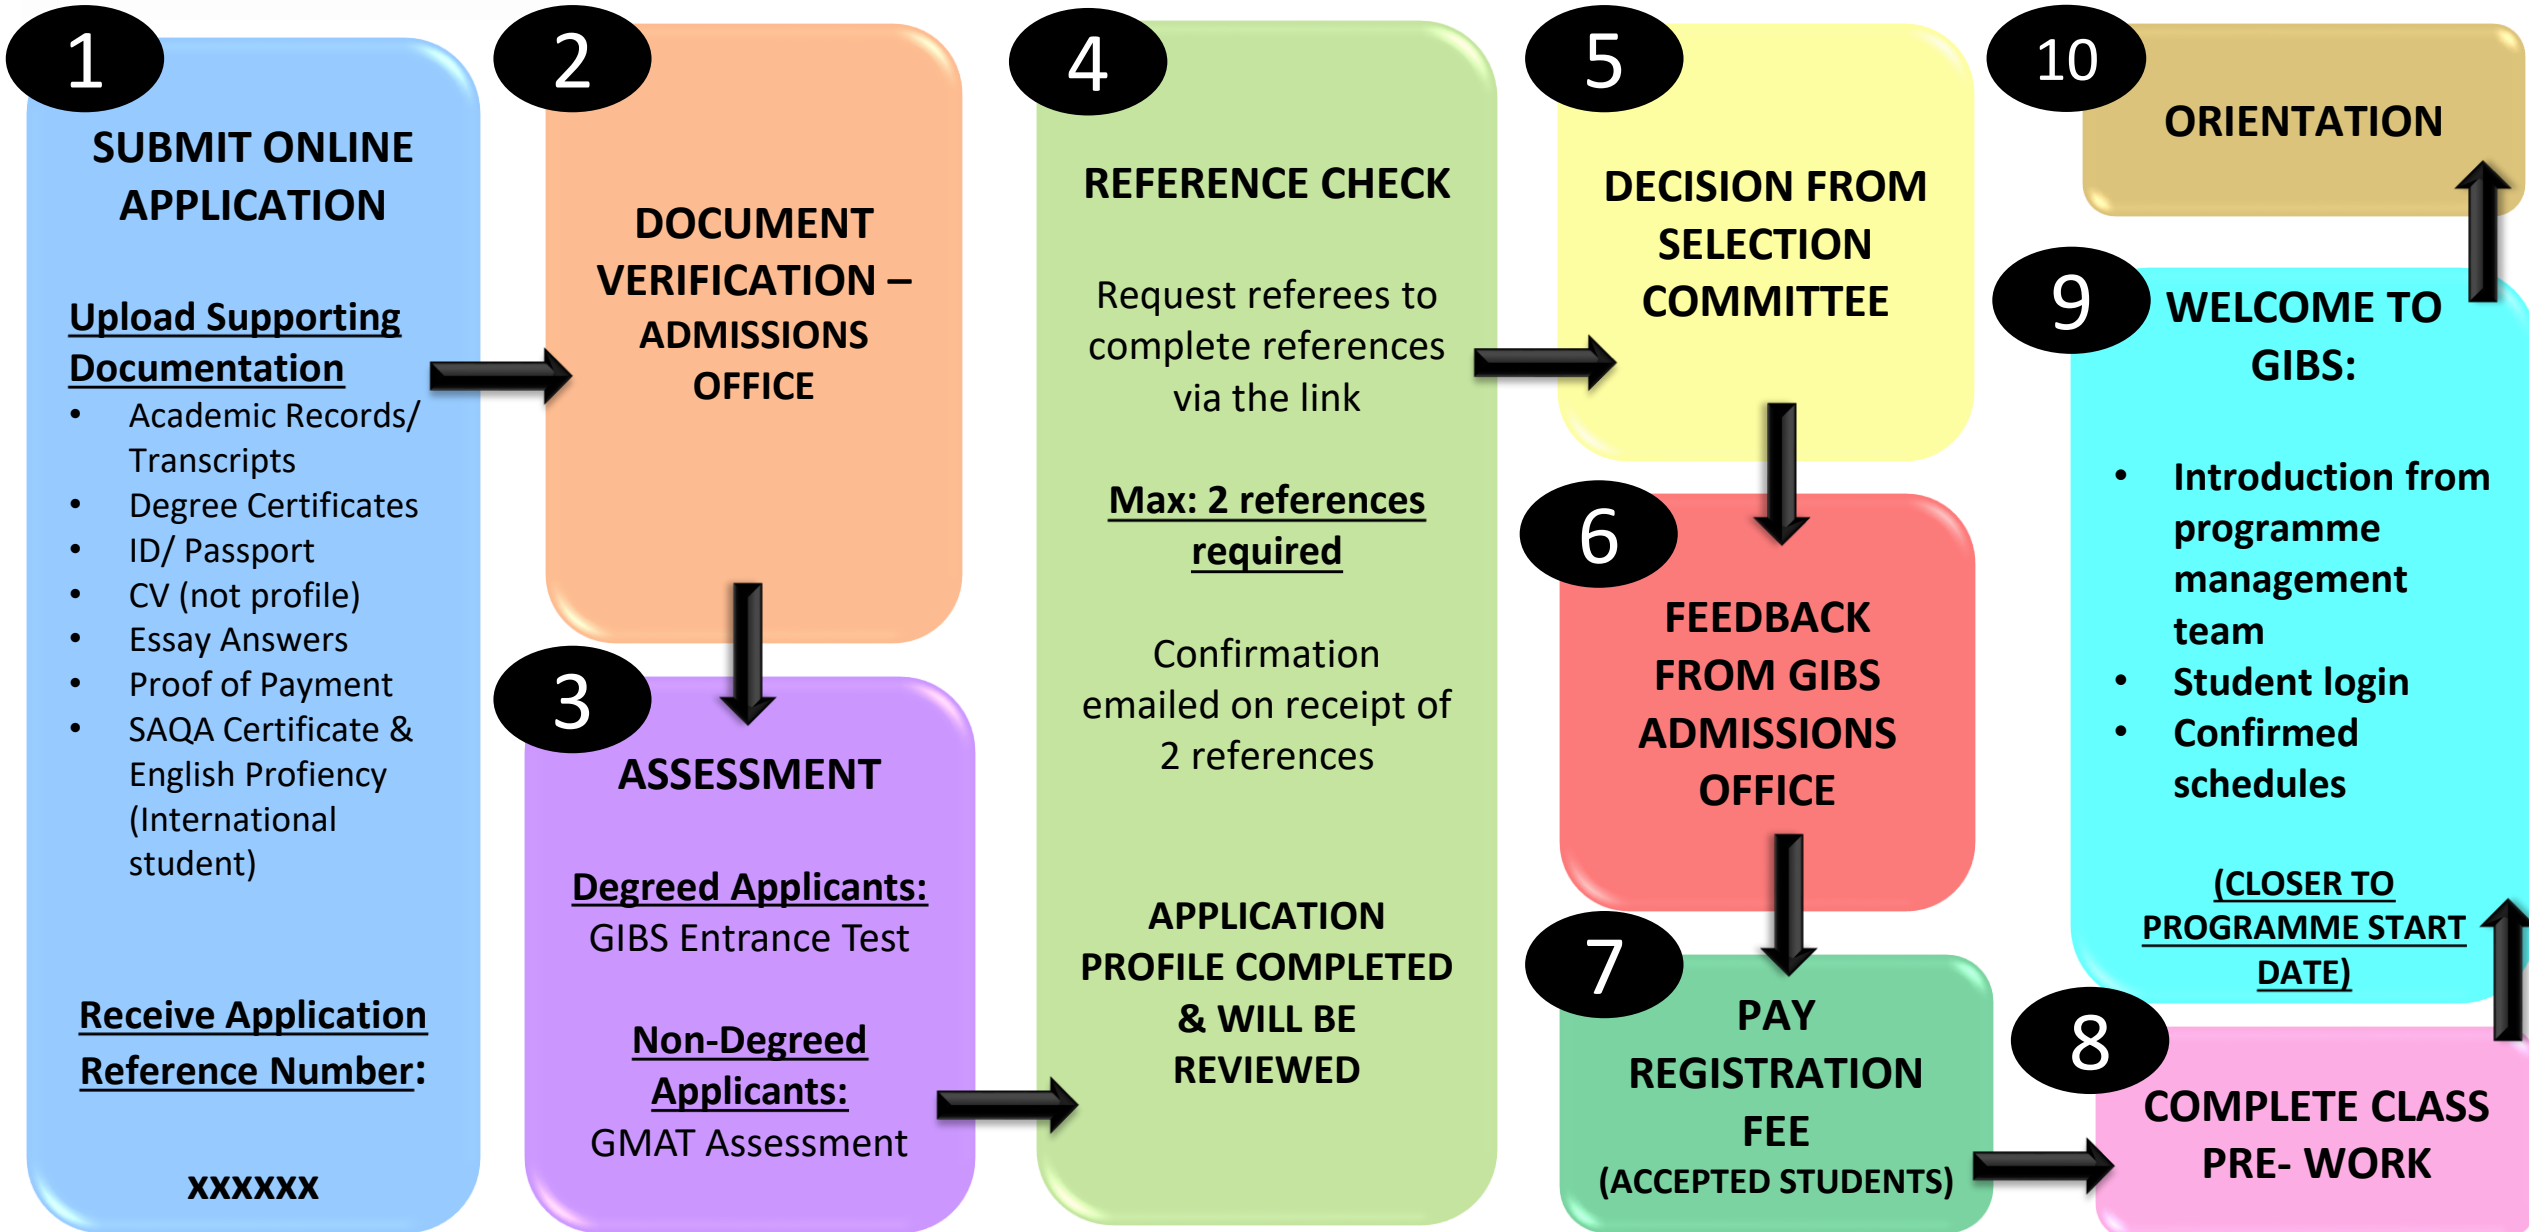 1
SUBMIT ONLINE
APPLICATION
Upload Supporting
Documentation
• Academic Records/
Transcripts
• Degree Certificates
• ID/ Passport
• CV (not profile)
• Essay Answers
• Proof of Payment
• SAQA Certificate &
English Profiency
(International
student)
Receive Application
Reference Number:
xxxxxx
2
DOCUMENT
VERIFICATION –
ADMISSIONS
OFFICE
3
ASSESSMENT
Degreed Applicants:
GIBS Entrance Test
Non-Degreed
Applicants:
GMAT Assessment
4
REFERENCE CHECK
Request referees to
complete references
via the link
Max: 2 references
required
Confirmation
emailed on receipt of
2 references
APPLICATION
PROFILE COMPLETED
& WILL BE
REVIEWED
5
DECISION FROM
SELECTION
COMMITTEE
6
FEEDBACK
FROM GIBS
ADMISSIONS
OFFICE
7
PAY
REGISTRATION
FEE
(ACCEPTED STUDENTS)
8
COMPLETE CLASS
PRE- WORK
9
WELCOME TO
GIBS:
• Introduction from
programme
management
team
• Student login
• Confirmed
schedules
(CLOSER TO
PROGRAMME START
DATE)
10
ORIENTATION